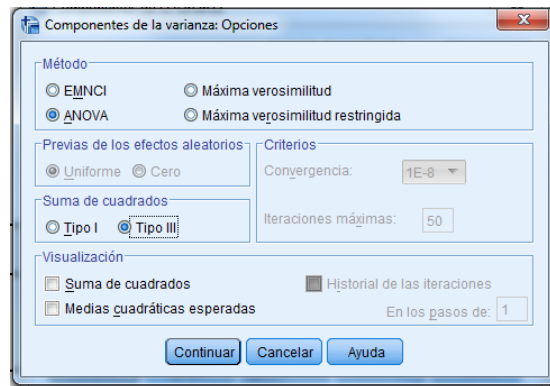 Componentes de la varianza: Opciones
Método
EMNCI
Máxima verosimilitud
ANOVA
Máxima verosimilitud restringida
Previas de los efectos aleatorios
Uniforme
Cero
Criterios
Convergencia:
1E-8
Iteraciones máximas:
50
Suma de cuadrados
Tipo I
Tipo III
Visualización
Suma de cuadrados
Historial de las iteraciones
Medias cuadráticas esperadas
En los pasos de:
1
Continuar
Cancelar
Ayuda